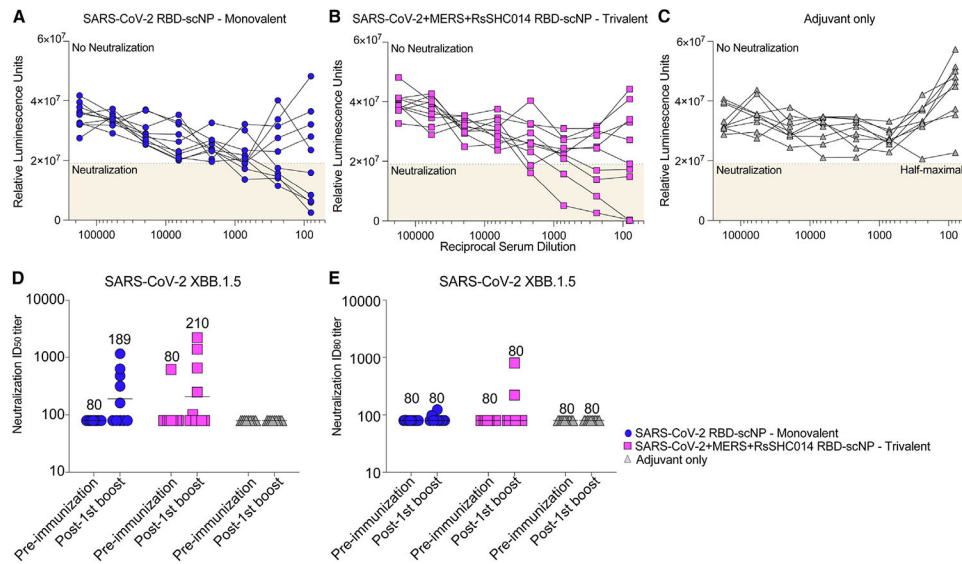 A
SARS-CoV-2 RBD-scNP - Monovalent
Relative Luminescence Units
6×10⁷
4×10⁷
2×10⁷
0
No Neutralization
Neutralization
100000
10000
1000
100
B
SARS-CoV-2+MERS+RsSHC014 RBD-scNP - Trivalent
Relative Luminescence Units
6×10⁷
4×10⁷
2×10⁷
0
No Neutralization
Neutralization
100000
10000
1000
100
Reciprocal Serum Dilution
C
Adjuvant only
Relative Luminescence Units
6×10⁷
4×10⁷
2×10⁷
0
No Neutralization
Neutralization
Half-maximal
100000
10000
1000
100
D
SARS-CoV-2 XBB.1.5
Neutralization ID₅₀ titer
10000
1000
100
10
80
189
80
210
Pre-immunization
Post-1st boost
Pre-immunization
Post-1st boost
Pre-immunization
Post-1st boost
E
SARS-CoV-2 XBB.1.5
Neutralization ID₈₀ titer
10000
1000
100
10
80
80
80
80
80
80
Pre-immunization
Post-1st boost
Pre-immunization
Post-1st boost
Pre-immunization
Post-1st boost
SARS-CoV-2 RBD-scNP - Monovalent
SARS-CoV-2+MERS+RsSHC014 RBD-scNP - Trivalent
Adjuvant only